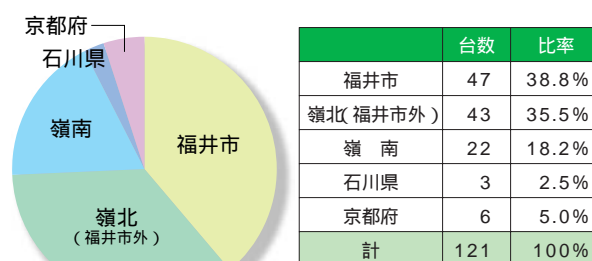 京都府
石川県
嶺南
福井市
嶺北
(福井市外)
台数 比率
福井市 47 38.8%
嶺北(福井市外) 43 35.5%
嶺 南 22 18.2%
石川県 3 2.5%
京都府 6 5.0%
計 121 100%